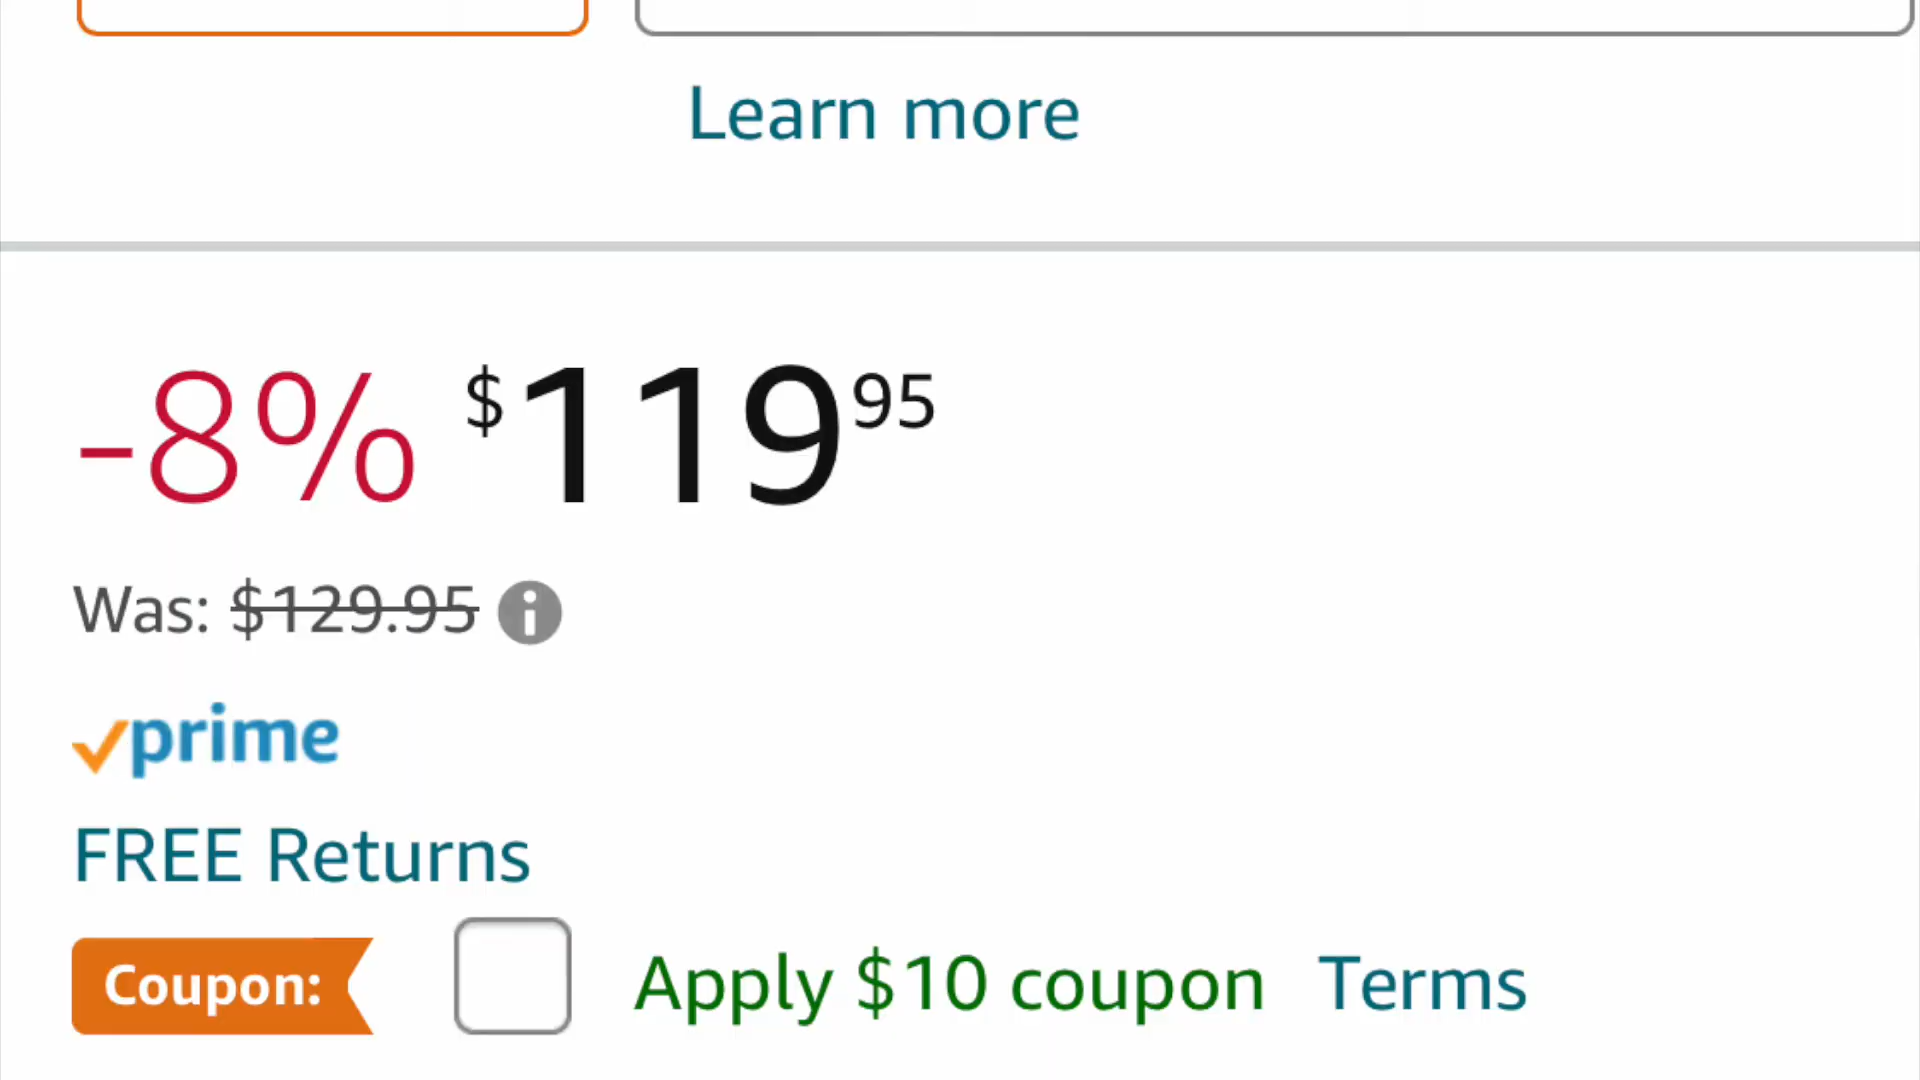 Learn more
-8% $119 95
Was: $129.95
prime
FREE Returns
Coupon: Apply $10 coupon Terms